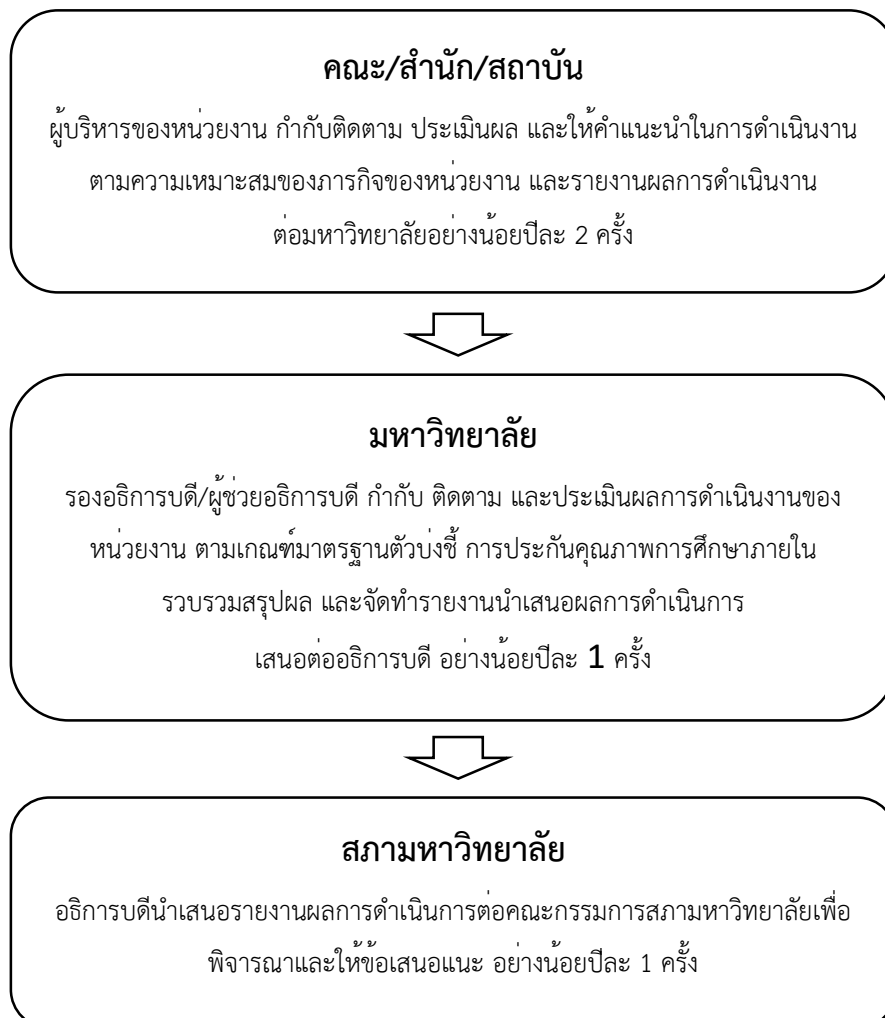 คณะ/สำนัก/สถาบัน
ผู้บริหารของหน่วยงาน กำกับติดตาม ประเมินผล และให้คำแนะนำในการดำเนินงาน
ตามความเหมาะสมของภารกิจของหน่วยงาน และรายงานผลการดำเนินงาน
ต่อมหาวิทยาลัยอย่างน้อยปีละ 2 ครั้ง
มหาวิทยาลัย
รองอธิการบดี/ผู้ช่วยอธิการบดี กำกับ ติดตาม และประเมินผลการดำเนินงานของ
หน่วยงาน ตามเกณฑ์มาตรฐานตัวบ่งชี้ การประกันคุณภาพการศึกษาภายใน
รวบรวมสรุปผล และจัดทำรายงานนำเสนอผลการดำเนินการ
เสนอต่ออธิการบดี อย่างน้อยปีละ 1 ครั้ง
สภามหาวิทยาลัย
อธิการบดีนำเสนอรายงานผลการดำเนินการต่อคณะกรรมการสภามหาวิทยาลัยเพื่อ
พิจารณาและให้ข้อเสนอแนะ อย่างน้อยปีละ 1 ครั้ง